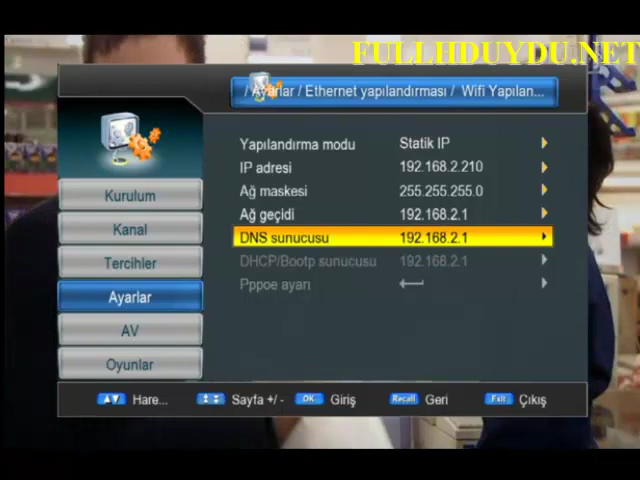 FULLHDUYDU.NET
/ Ayarlar / Ethernet yapılandırması / Wifi Yapılan...
Yapılandırma modu Statik IP
IP adresi 192.168.2.210
Ağ maskesi 255.255.255.0
Ağ geçidi 192.168.2.1
DNS sunucusu 192.168.2.1
DHCP/Bootp sunucusu 192.168.2.1
Pppoe ayarı
Kurulum
Kanal
Tercihler
Ayarlar
AV
Oyunlar
Hare... Sayfa +/- OK Giriş Recall Geri Exit Çıkış